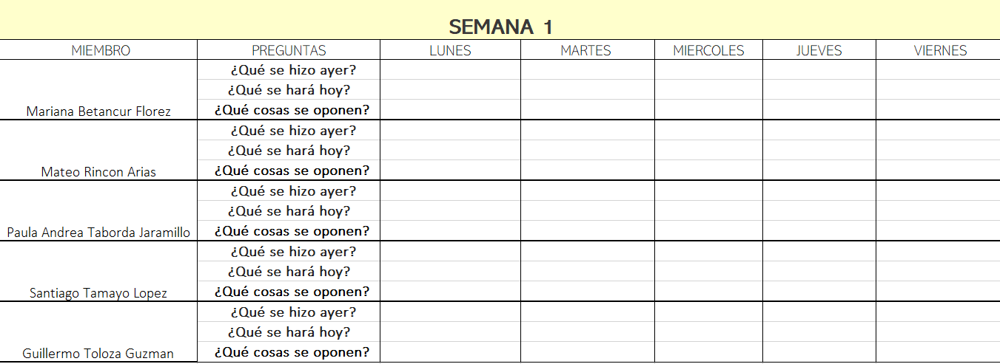 SEMANA 1
MIEMBRO PREGUNTAS LUNES MARTES MIERCOLES JUEVES VIERNES
¿Qué se hizo ayer?
¿Qué se hará hoy?
Mariana Betancur Florez ¿Qué cosas se oponen?
¿Qué se hizo ayer?
¿Qué se hará hoy?
Mateo Rincon Arias ¿Qué cosas se oponen?
¿Qué se hizo ayer?
¿Qué se hará hoy?
Paula Andrea Taborda Jaramillo ¿Qué cosas se oponen?
¿Qué se hizo ayer?
¿Qué se hará hoy?
Santiago Tamayo Lopez ¿Qué cosas se oponen?
¿Qué se hizo ayer?
¿Qué se hará hoy?
Guillermo Toloza Guzman ¿Qué cosas se oponen?